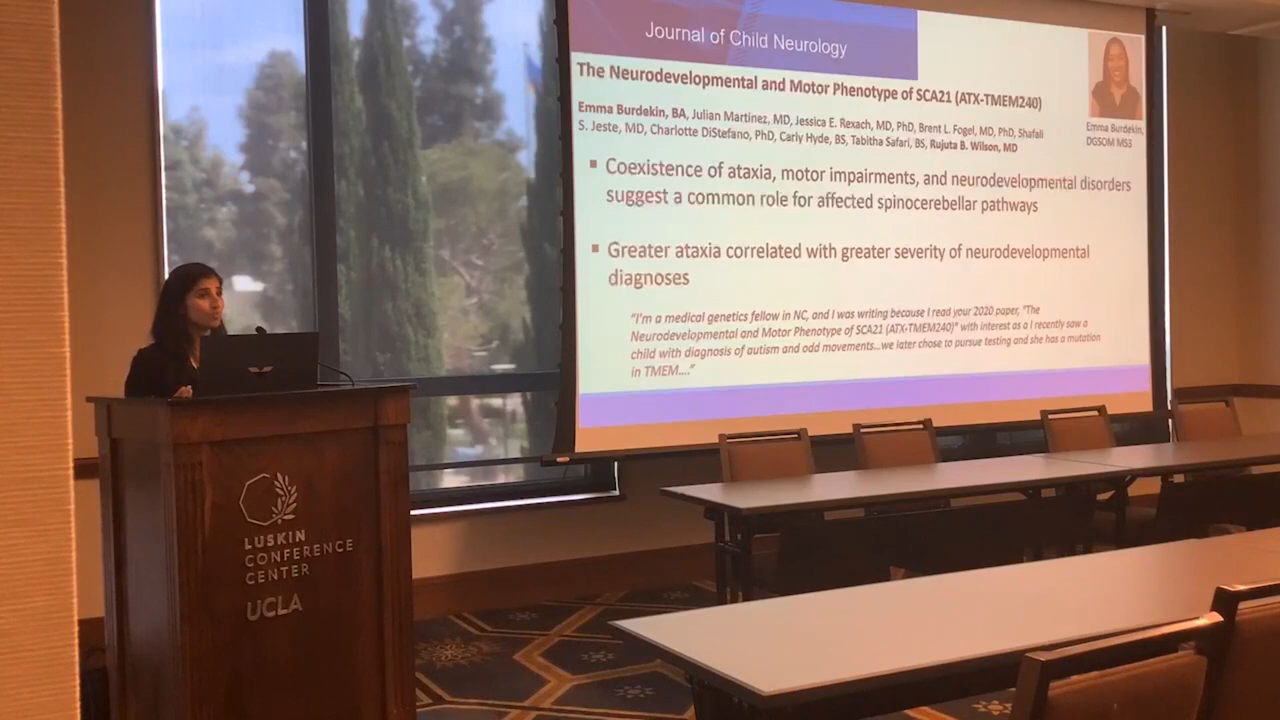 Journal of Child Neurology
The Neurodevelopmental and Motor Phenotype of SCA21 (ATX-TMEM240)
Emma Burdekin, BA, Julian Martinez, MD, Jessica E. Rexach, MD, PhD, Brent L. Fogel, MD, PhD, Shafali
S. Jeste, MD, Charlotte DiStefano, PhD, Carly Hyde, BS, Tabitha Safari, BS, Rujuta B. Wilson, MD
Emma Burdekin,
DGSOM MS3
▪ Coexistence of ataxia, motor impairments, and neurodevelopmental disorders
suggest a common role for affected spinocerebellar pathways
▪ Greater ataxia correlated with greater severity of neurodevelopmental
diagnoses
"I'm a medical genetics fellow in NC, and I was writing because I read your 2020 paper, "The
Neurodevelopmental and Motor Phenotype of SCA21 (ATX-TMEM240)" with interest as a I recently saw a
child with diagnosis of autism and odd movements...we later chose to pursue testing and she has a mutation
in TMEM...."
LUSKIN
CONFERENCE
CENTER
UCLA